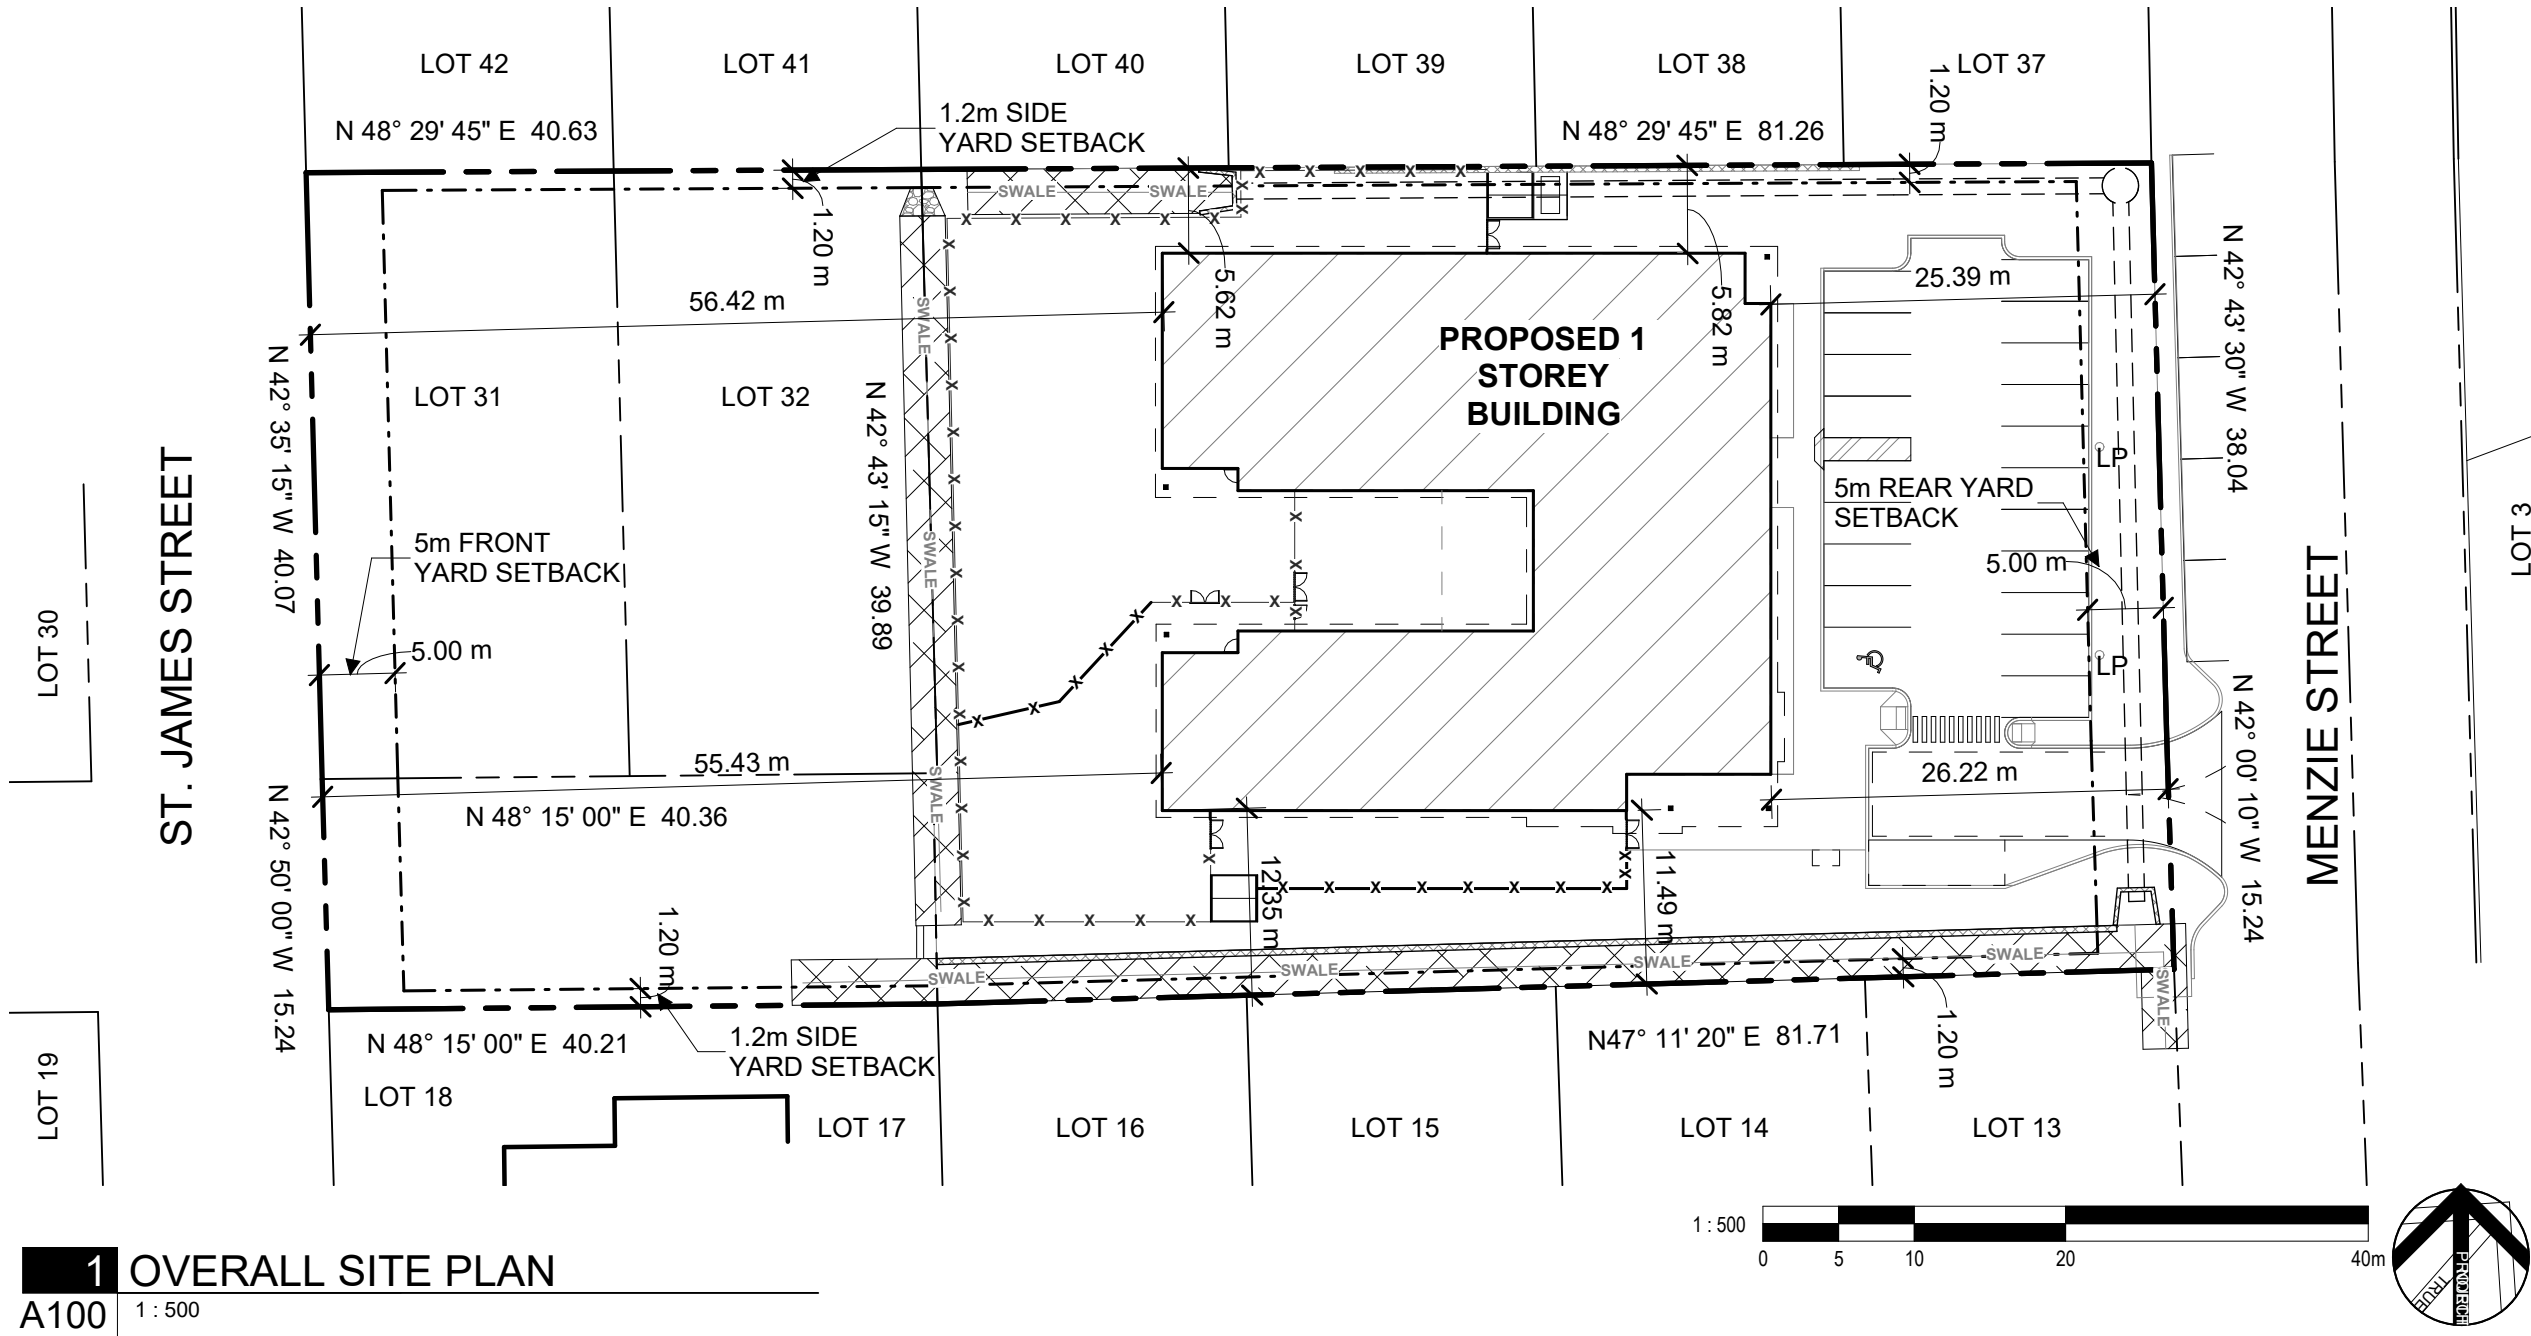 LOT 42
LOT 41
LOT 40
LOT 39
LOT 38
LOT 37
1.20 m
N 48° 29' 45" E 40.63
1.2m SIDE
YARD SETBACK
N 48° 29' 45" E 81.26
SWALE
SWALE
1.20 m
56.42 m
5.62 m
5.82 m
25.39 m
N 42° 43' 30" W 38.04
SWALE
PROPOSED 1
STOREY
BUILDING
N 42° 35' 15" W 40.07
LOT 31
LOT 32
N 42° 43' 15" W 39.89
LP
5m REAR YARD
SETBACK
5.00 m
ST. JAMES STREET
5m FRONT
YARD SETBACK
5.00 m
SWALE
LOT 3
MENZIE STREET
LOT 30
LP
55.43 m
26.22 m
N 48° 15' 00" E 40.36
SWALE
N 42° 50' 00" W 15.24
N 42° 00' 10" W 15.24
12.35 m
11.49 m
1.20 m
SWALE
SWALE
SWALE
SWALE
SWALE
N 48° 15' 00" E 40.21
1.2m SIDE
YARD SETBACK
N47° 11' 20" E 81.71
1.20 m
LOT 19
LOT 18
LOT 17
LOT 16
LOT 15
LOT 14
LOT 13
1 : 500
0 5 10 20 40m
TRUE
1 OVERALL SITE PLAN
A100 1 : 500